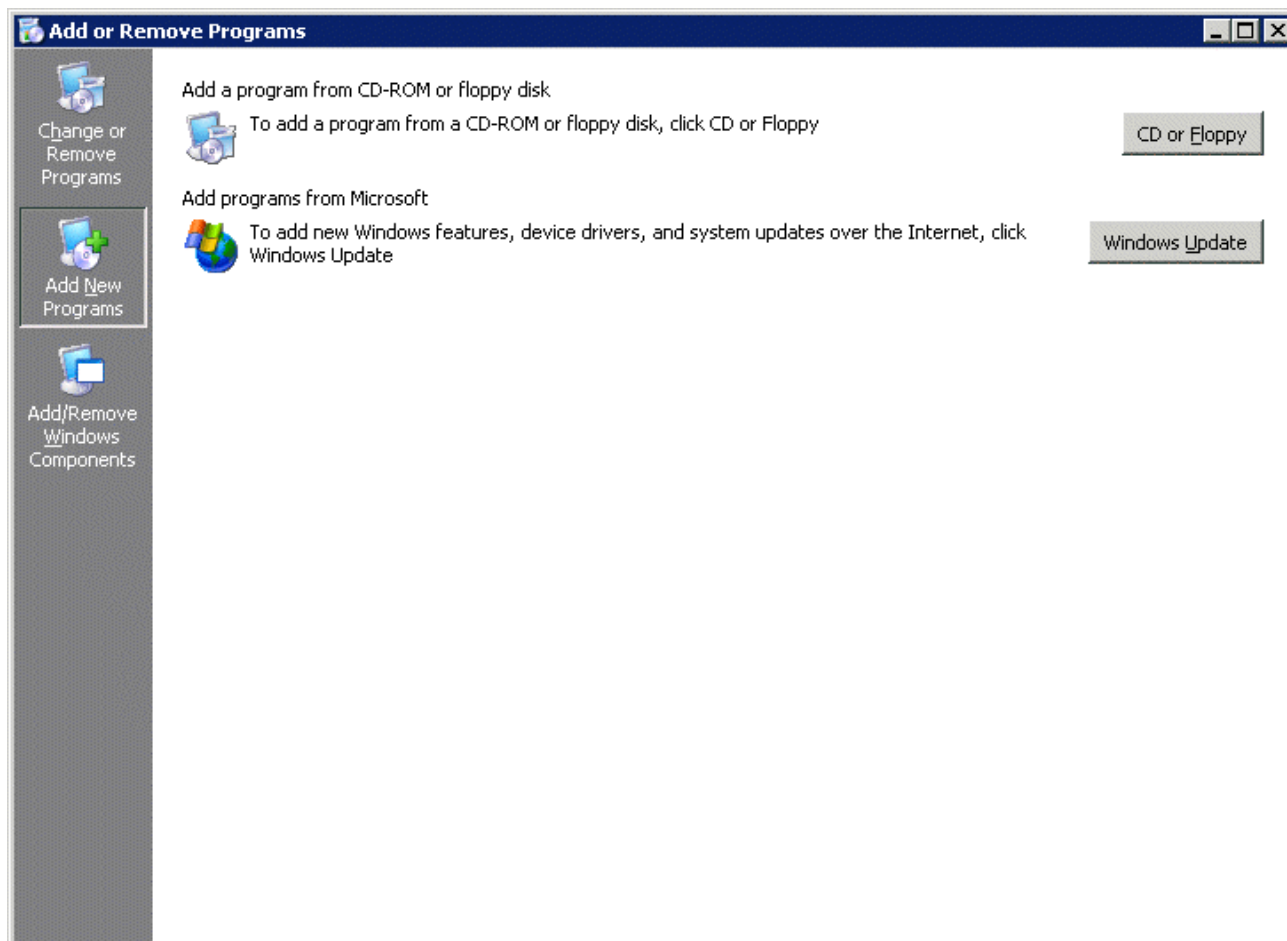 Add or Remove Programs
Change or
Remove
Programs
Add New
Programs
Add/Remove
Windows
Components
Add a program from CD-ROM or floppy disk
To add a program from a CD-ROM or floppy disk, click CD or Floppy
CD or Floppy
Add programs from Microsoft
To add new Windows features, device drivers, and system updates over the Internet, click
Windows Update
Windows Update